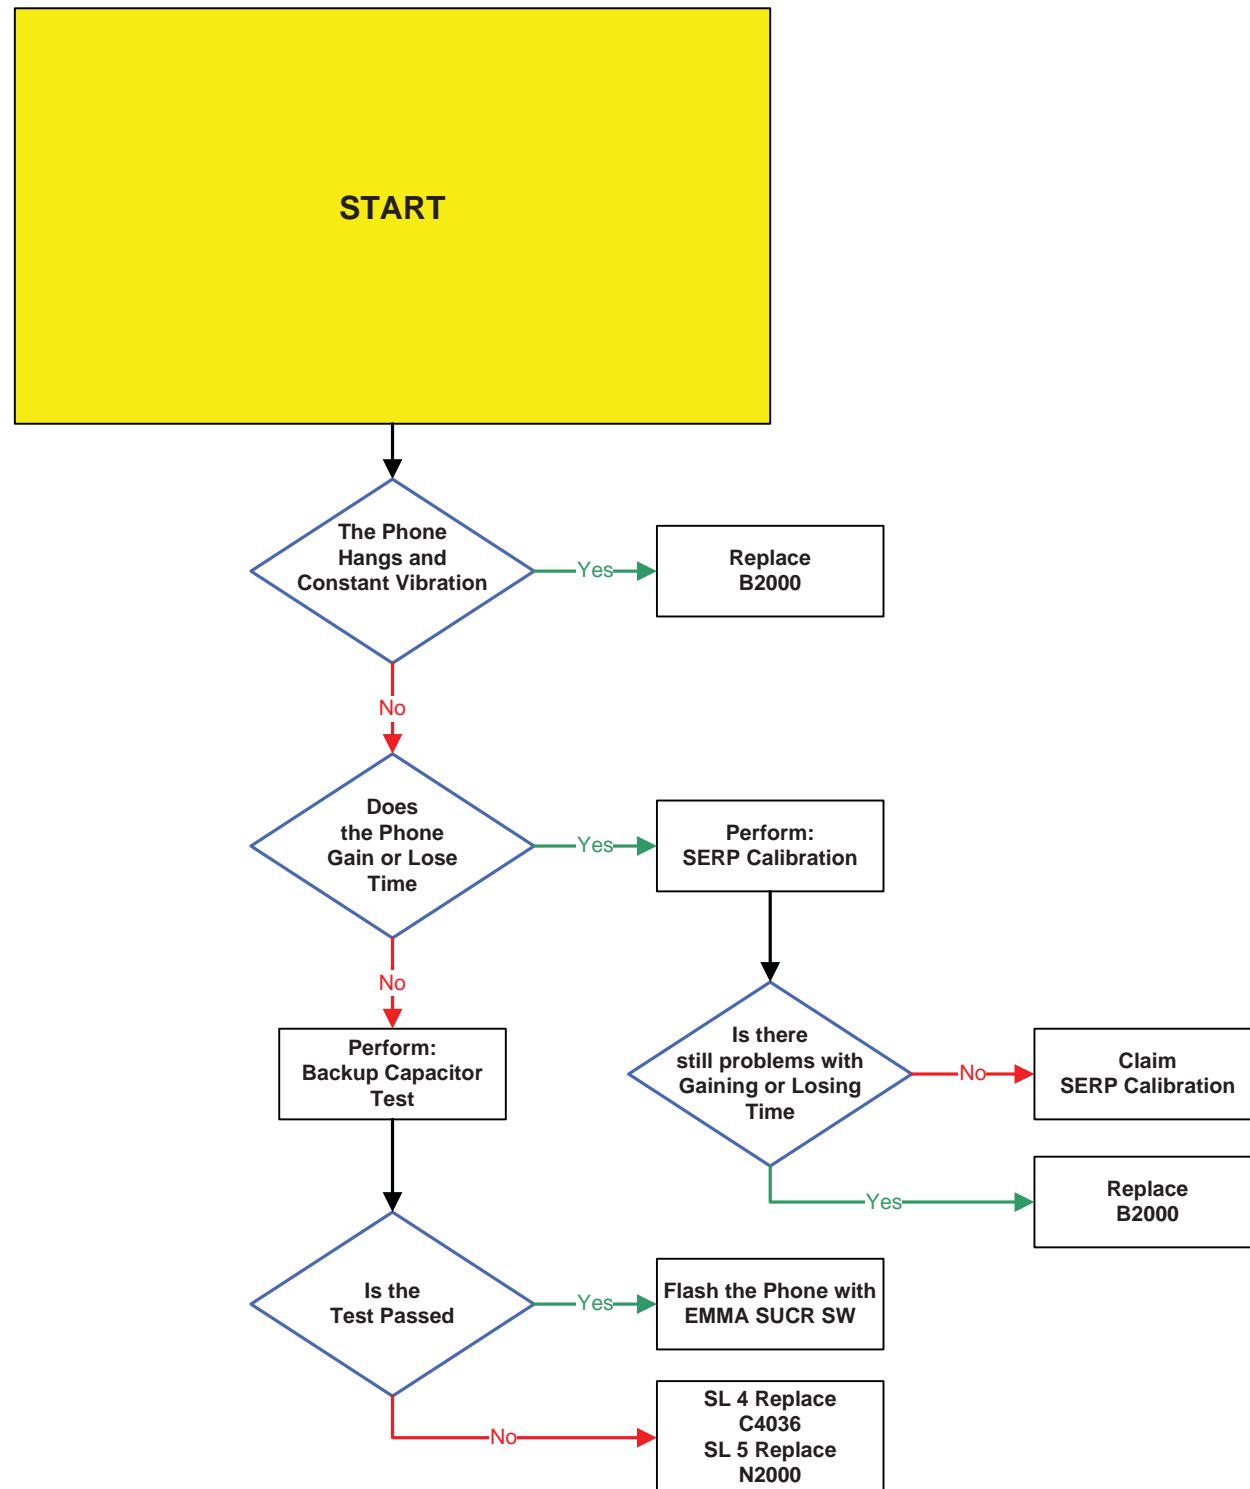 START
The Phone
Hangs and
Constant Vibration
Yes
Replace
B2000
No
Does
the Phone
Gain or Lose
Time
Yes
Perform:
SERP Calibration
No
Perform:
Backup Capacitor
Test
Is there
still problems with
Gaining or Losing
Time
No
Claim
SERP Calibration
Yes
Replace
B2000
Is the
Test Passed
Yes
Flash the Phone with
EMMA SUCR SW
No
SL 4 Replace
C4036
SL 5 Replace
N2000